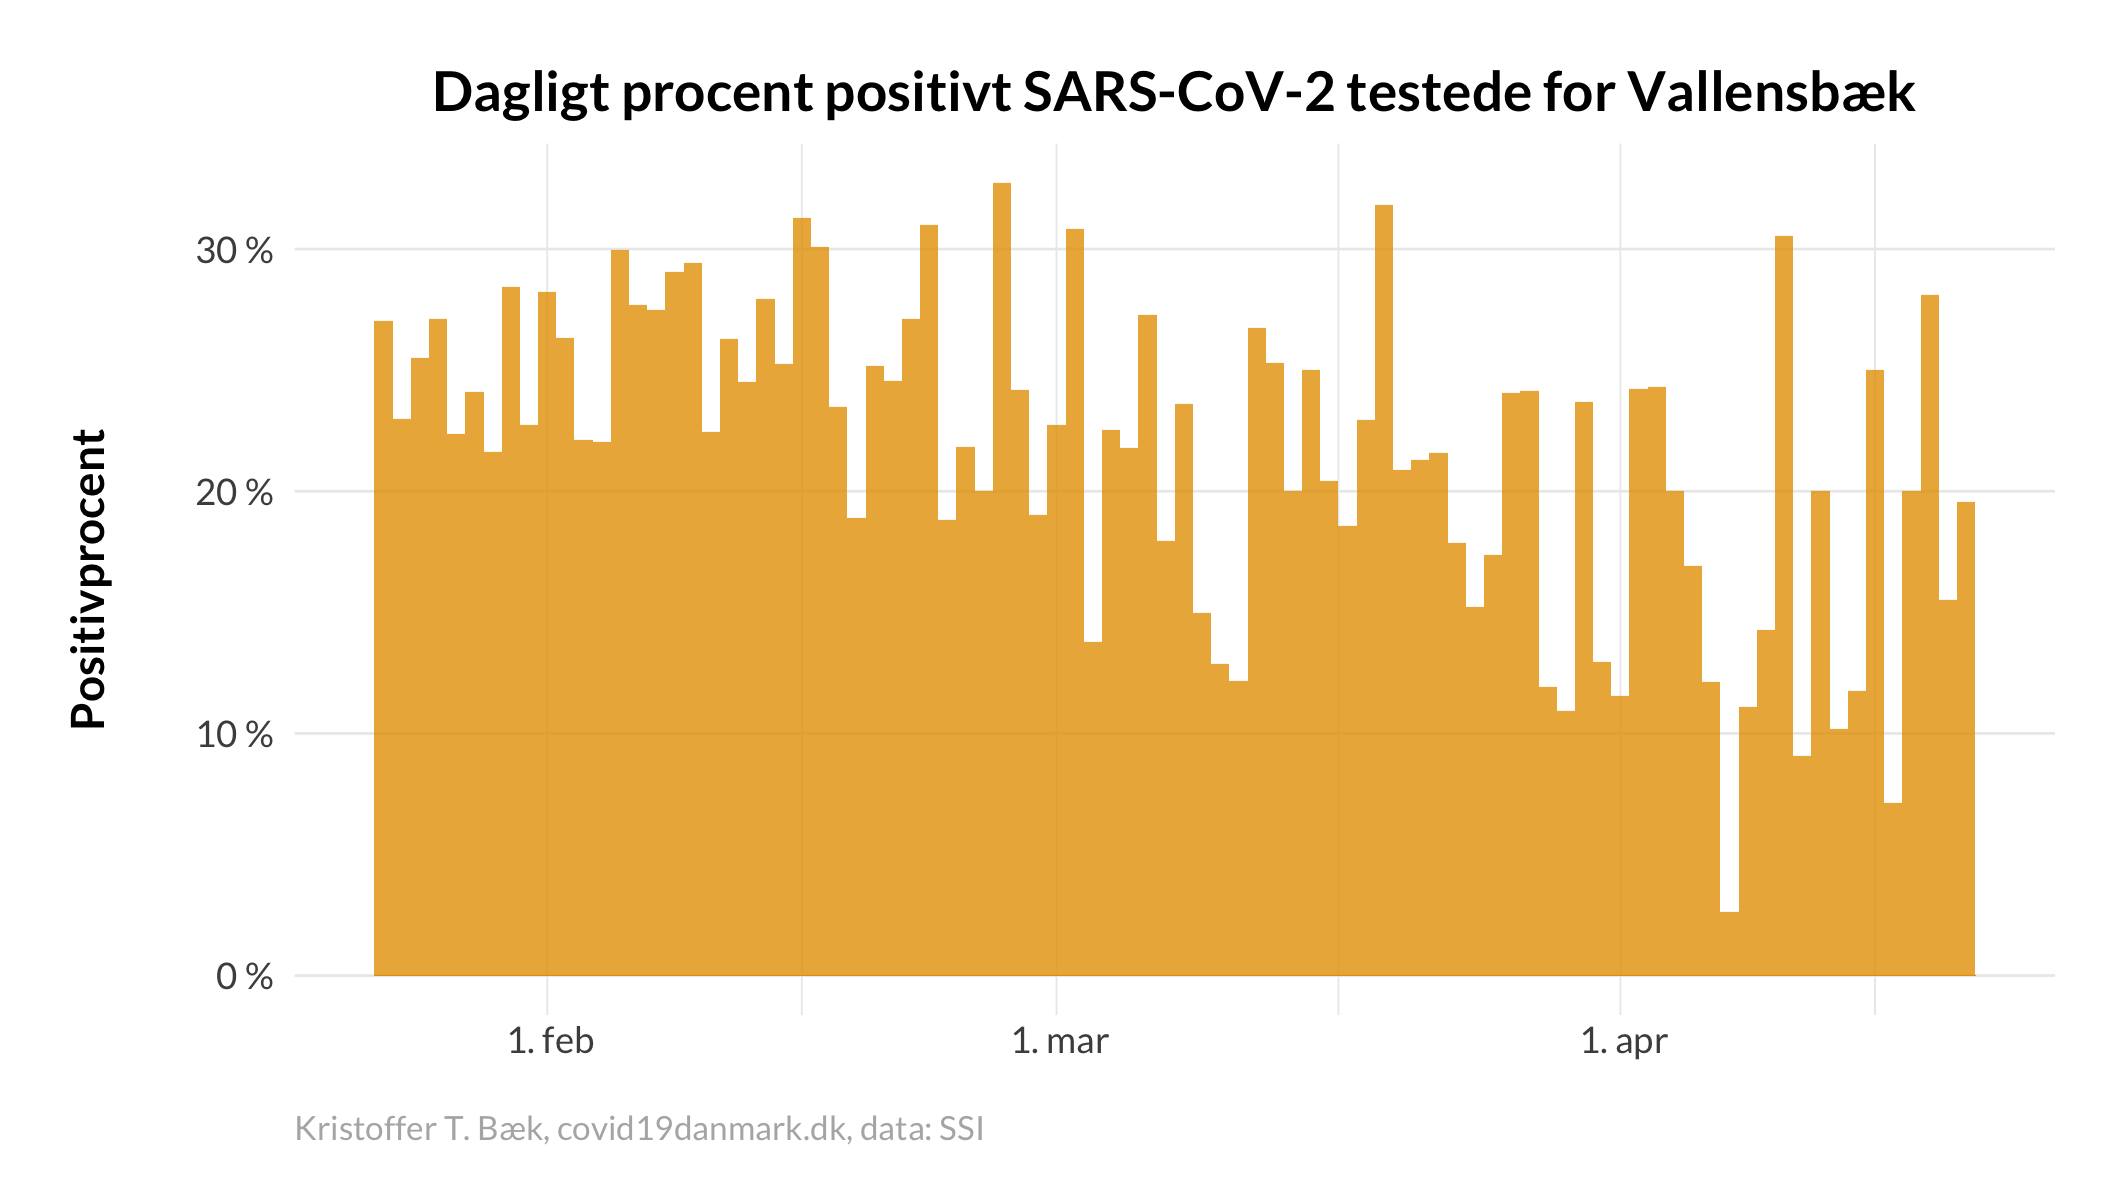 Dagligt procent positivt SARS-CoV-2 testede for Vallensbæk
Positivprocent
30 %
20 %
10 %
0 %
1. feb
1. mar
1. apr
Kristoffer T. Bæk, covid19danmark.dk, data: SSI